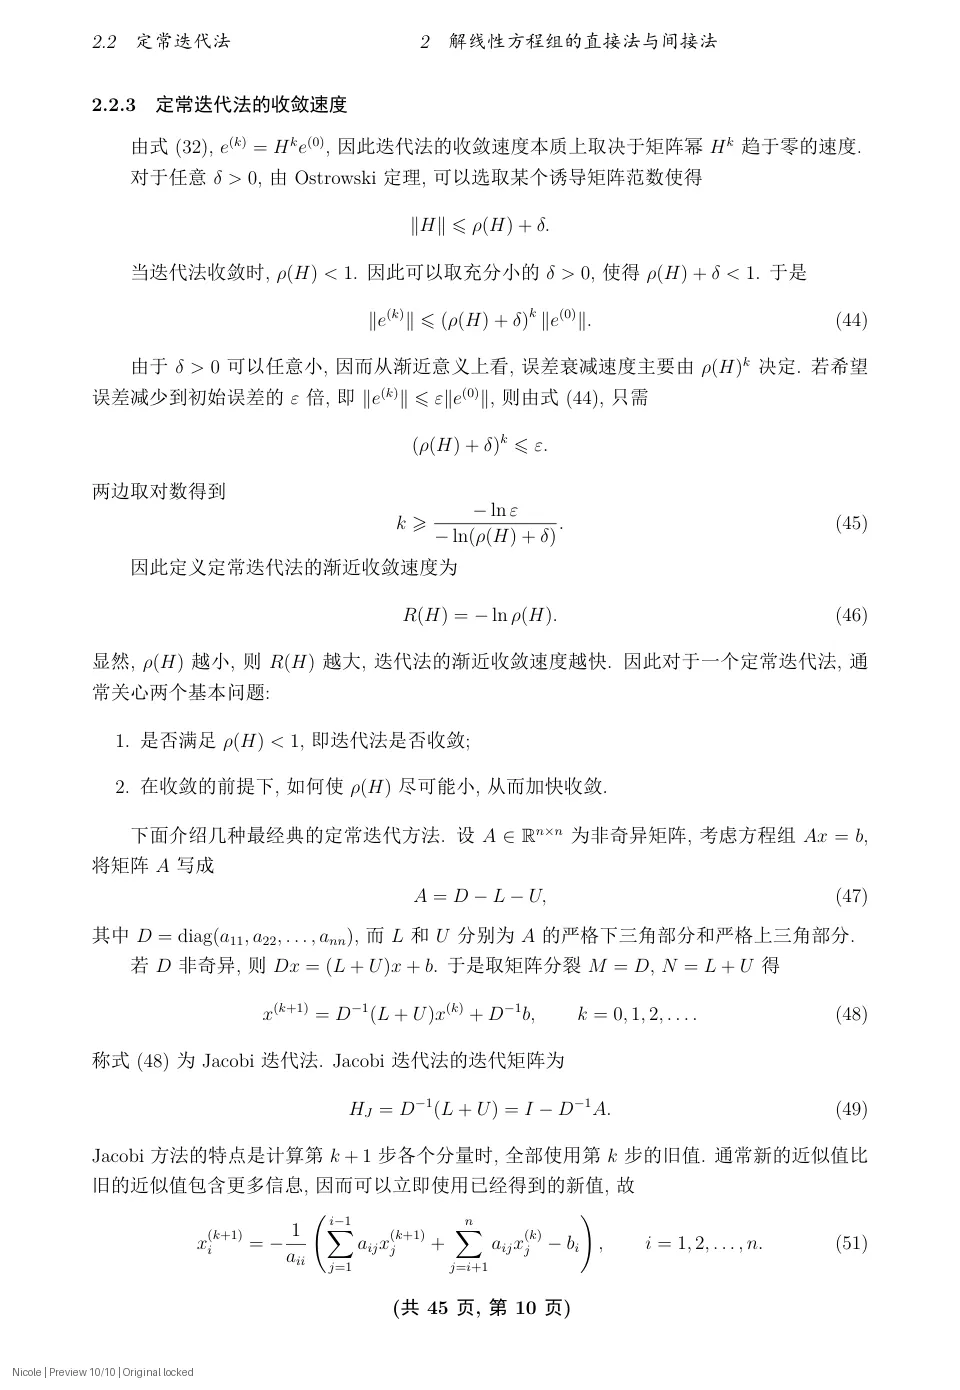 2.2 定常迭代法 2 解线性方程组的直接法与间接法
2.2.3 定常迭代法的收敛速度
由式 (32), e^{(k)} = H^k e^{(0)}, 因此迭代法的收敛速度本质上取决于矩阵幂 H^k 趋于零的速度.
对于任意 δ > 0, 由 Ostrowski 定理, 可以选取某个诱导矩阵范数使得
‖H‖ ⩽ ρ(H) + δ.
当迭代法收敛时, ρ(H) < 1. 因此可以取充分小的 δ > 0, 使得 ρ(H) + δ < 1. 于是
‖e^{(k)}‖ ⩽ (ρ(H) + δ)^k ‖e^{(0)}‖. (44)
由于 δ > 0 可以任意小, 因而从渐近意义上看, 误差衰减速度主要由 ρ(H)^k 决定. 若希望
误差减少到初始误差的 ε 倍, 即 ‖e^{(k)}‖ ⩽ ε‖e^{(0)}‖, 则由式 (44), 只需
(ρ(H) + δ)^k ⩽ ε.
两边取对数得到
k ⩾ \frac{− ln ε}{− ln(ρ(H) + δ)}. (45)
因此定义定常迭代法的渐近收敛速度为
R(H) = − ln ρ(H). (46)
显然, ρ(H) 越小, 则 R(H) 越大, 迭代法的渐近收敛速度越快. 因此对于一个定常迭代法, 通
常关心两个基本问题:
1. 是否满足 ρ(H) < 1, 即迭代法是否收敛;
2. 在收敛的前提下, 如何使 ρ(H) 尽可能小, 从而加快收敛.
下面介绍几种最经典的定常迭代方法. 设 A ∈ ℝ^{n×n} 为非奇异矩阵, 考虑方程组 Ax = b,
将矩阵 A 写成
A = D − L − U, (47)
其中 D = diag(a_{11}, a_{22}, . . . , a_{nn}), 而 L 和 U 分别为 A 的严格下三角部分和严格上三角部分.
若 D 非奇异, 则 Dx = (L + U)x + b. 于是取矩阵分裂 M = D, N = L + U 得
x^{(k+1)} = D^{−1}(L + U)x^{(k)} + D^{−1}b, k = 0, 1, 2, . . . . (48)
称式 (48) 为 Jacobi 迭代法. Jacobi 迭代法的迭代矩阵为
H_J = D^{−1}(L + U) = I − D^{−1}A. (49)
Jacobi 方法的特点是计算第 k + 1 步各个分量时, 全部使用第 k 步的旧值. 通常新的近似值比
旧的近似值包含更多信息, 因而可以立即使用已经得到的新值, 故
x_i^{(k+1)} = −\frac{1}{a_{ii}} \left( \sum_{j=1}^{i−1} a_{ij}x_j^{(k+1)} + \sum_{j=i+1}^{n} a_{ij}x_j^{(k)} − b_i \right), i = 1, 2, . . . , n. (51)
(共 45 页, 第 10 页)
Nicole | Preview 10/10 | Original locked